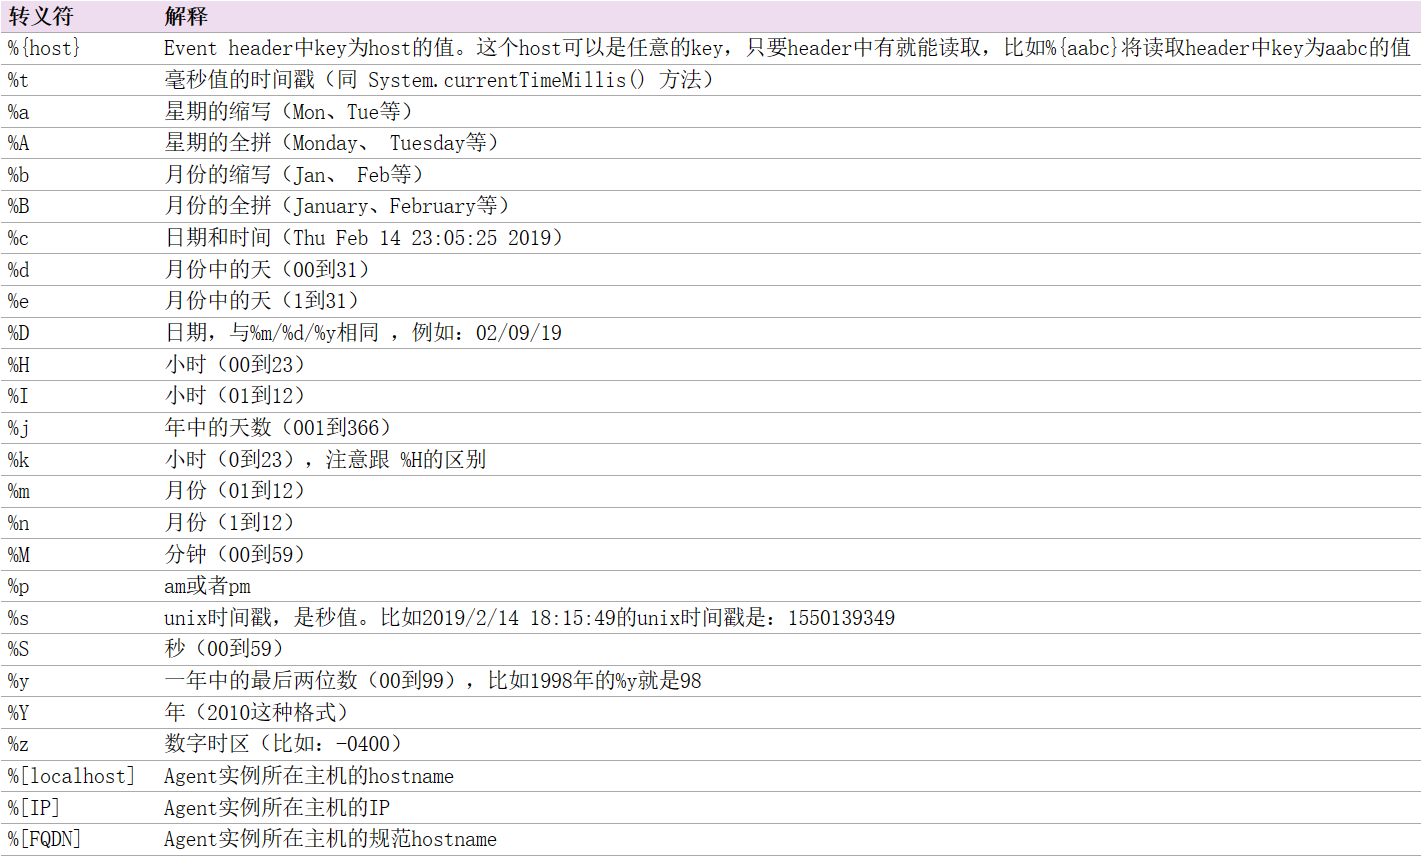 转义符 解释
%{host} Event header中key为host的值。这个host可以是任意的key，只要header中有就能读取，比如%{aabc}将读取header中key为aabc的值
%t 毫秒值的时间戳（同 System.currentTimeMillis() 方法）
%a 星期的缩写（Mon、Tue等）
%A 星期的全拼（Monday、 Tuesday等）
%b 月份的缩写（Jan、 Feb等）
%B 月份的全拼（January、February等）
%c 日期和时间（Thu Feb 14 23:05:25 2019）
%d 月份中的天（00到31）
%e 月份中的天（1到31）
%D 日期，与%m/%d/%y相同 ，例如：02/09/19
%H 小时（00到23）
%I 小时（01到12）
%j 年中的天数（001到366）
%k 小时（0到23），注意跟 %H的区别
%m 月份（01到12）
%n 月份（1到12）
%M 分钟（00到59）
%p am或者pm
%s unix时间戳，是秒值。比如2019/2/14 18:15:49的unix时间戳是：1550139349
%S 秒（00到59）
%y 一年中的最后两位数（00到99），比如1998年的%y就是98
%Y 年（2010这种格式）
%z 数字时区（比如：-0400）
%[localhost] Agent实例所在主机的hostname
%[IP] Agent实例所在主机的IP
%[FQDN] Agent实例所在主机的规范hostname